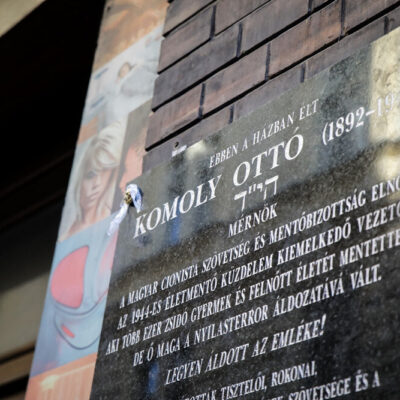 EBBEN A HÁZBAN ÉLT
KOMOLY OTTÓ (1892-19
הי״ד
MÉRNÖK
A MAGYAR CIONISTA SZÖVETSÉG ÉS MENTŐBIZOTTSÁG ELNÖ
AZ 1944-ES ÉLETMENTŐ KÜZDELEM KIEMELKEDŐ VEZETŐ
AKI TÖBB EZER ZSIDÓ GYERMEK ÉS FELNŐTT ÉLETÉT MENTETTE
DE Ő MAGA A NYILASTERROR ÁLDOZATÁVÁ VÁLT.
LEGYEN ÁLDOTT AZ EMLÉKE!
TISZTELŐI, ROKONAI,
SZÖVETSÉGE ÉS A